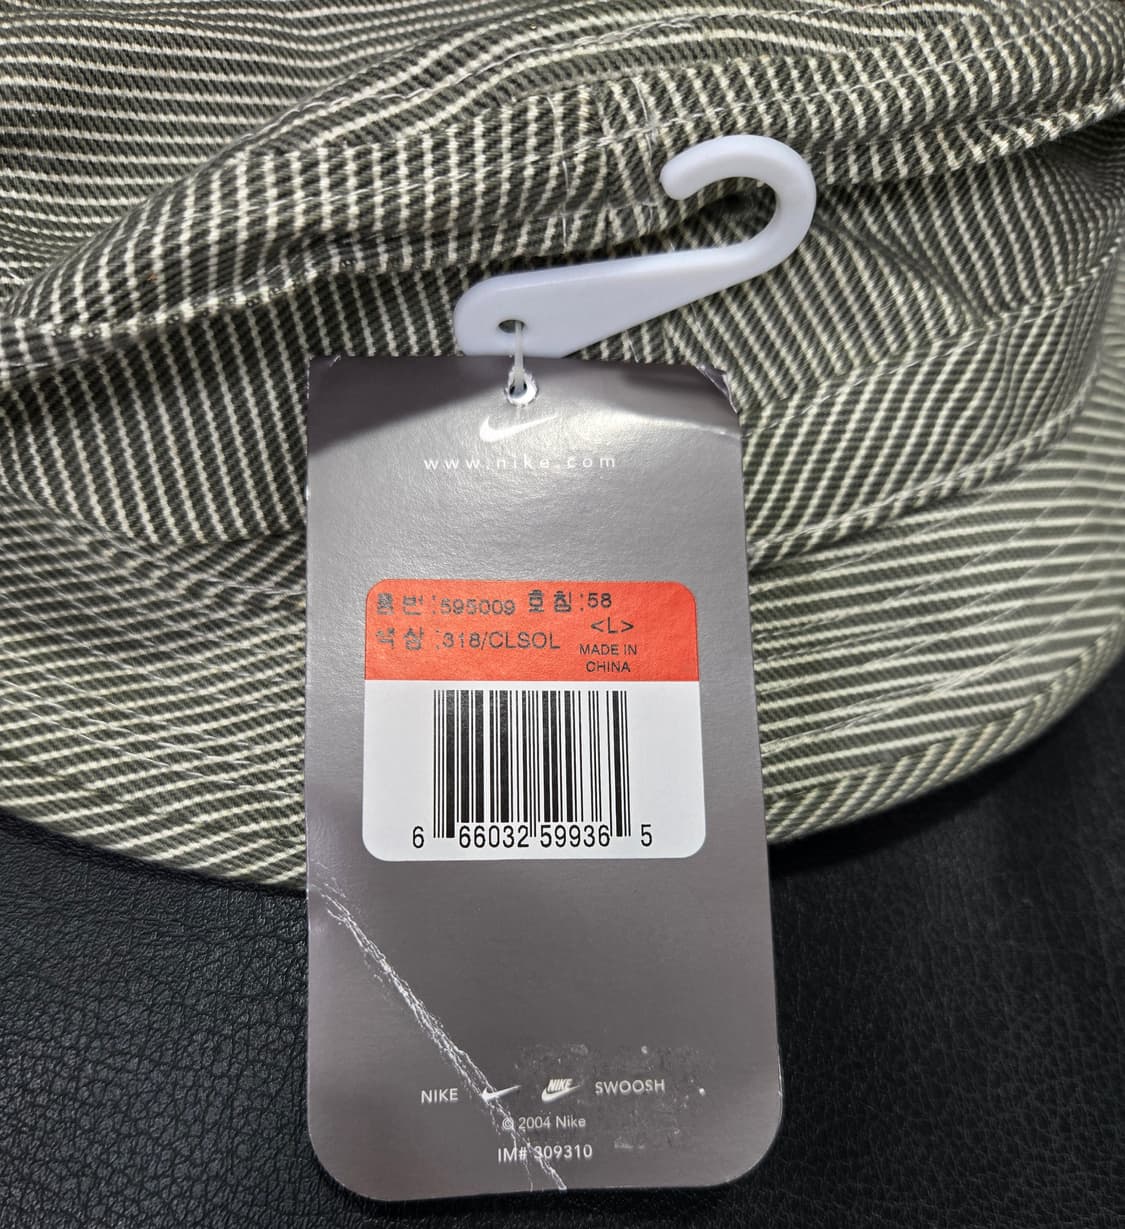 www.nike.com
품 번 :595009 호 칭 :58
<L>
색 상 :318/CLSOL
MADE IN
CHINA
6 66032 59936 5
NIKE NIKE SWOOSH
© 2004 Nike
IM# 309310